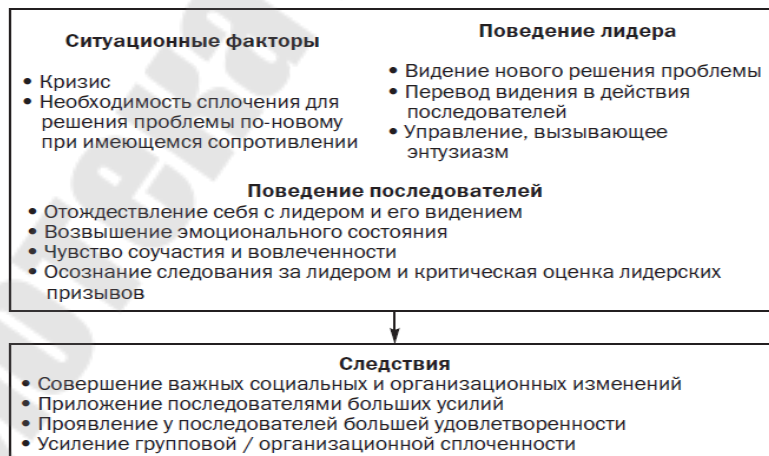 Ситуационные факторы
• Кризис
• Необходимость сплочения для
решения проблемы по-новому
при имеющемся сопротивлении
Поведение лидера
• Видение нового решения проблемы
• Перевод видения в действия
последователей
• Управление, вызывающее
энтузиазм
Поведение последователей
• Отождествление себя с лидером и его видением
• Возвышение эмоционального состояния
• Чувство соучастия и вовлеченности
• Осознание следования за лидером и критическая оценка лидерских
призывов
Следствия
• Совершение важных социальных и организационных изменений
• Приложение последователями больших усилий
• Проявление у последователей большей удовлетворенности
• Усиление групповой / организационной сплоченности